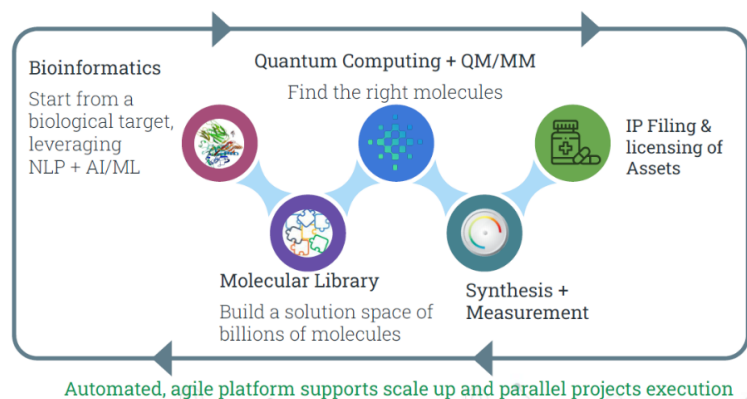 Bioinformatics
Start from a
biological target,
leveraging
NLP + AI/ML
Quantum Computing + QM/MM
Find the right molecules
IP Filing &
licensing of
Assets
Molecular Library
Build a solution space of
billions of molecules
Synthesis +
Measurement
Automated, agile platform supports scale up and parallel projects execution